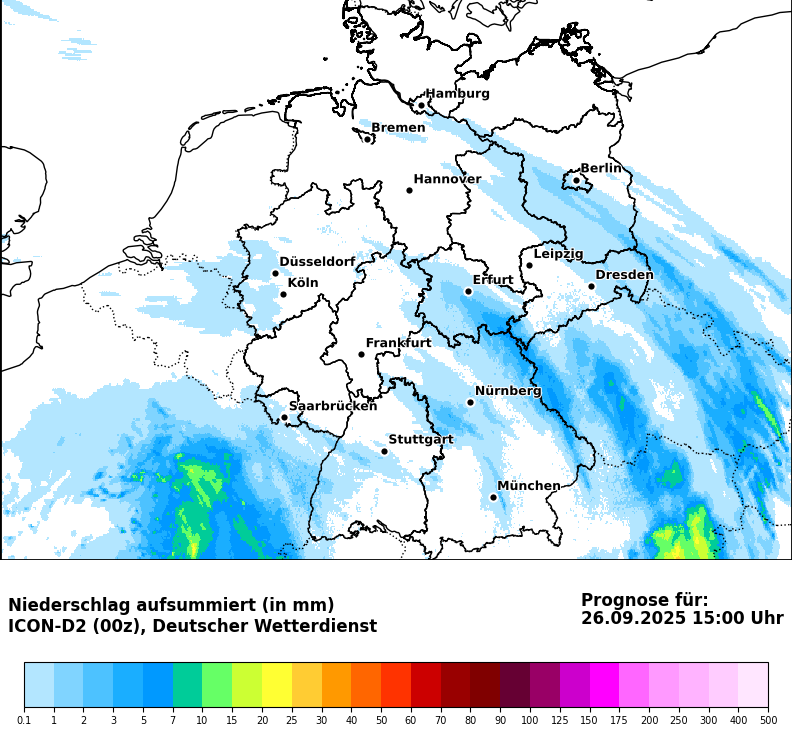 Hamburg
Bremen
Berlin
Hannover
Düsseldorf
Leipzig
Dresden
Köln
Erfurt
Frankfurt
Nürnberg
Saarbrücken
Stuttgart
München
Niederschlag aufsummiert (in mm)
ICON-D2 (00z), Deutscher Wetterdienst
Prognose für:
26.09.2025 15:00 Uhr
0.1 1 2 3 5 7 10 15 20 25 30 40 50 60 70 80 90 100 125 150 175 200 250 300 400 500